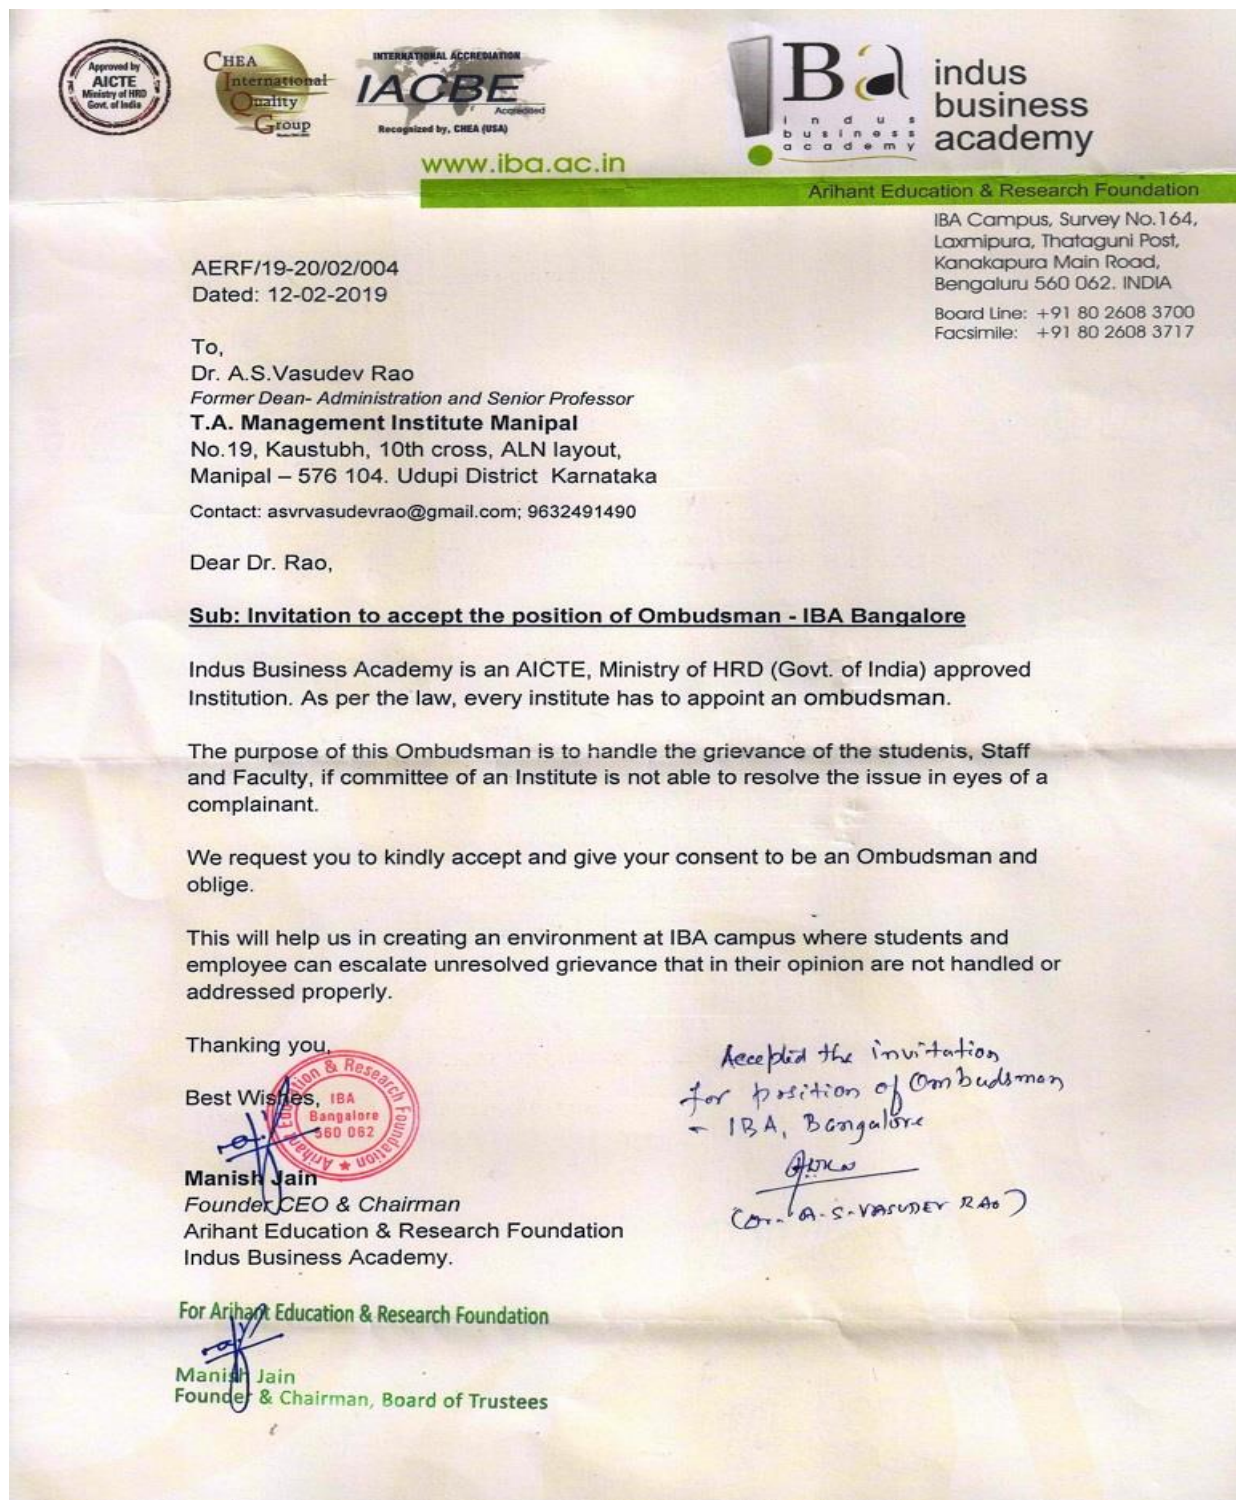 Approved by
AICTE
Ministry of HRD
Govt. of India
CHEA
International
Quality
Group
INTERNATIONAL ACCREDIATION
IACBE
Accredited
Recognized by, CHEA (USA)
www.iba.ac.in
iBa
indus
business
academy
indus
business
academy
Arihant Education & Research Foundation
IBA Campus, Survey No.164,
Laxmipura, Thataguni Post,
Kanakapura Main Road,
Bengaluru 560 062. INDIA
Board Line: +91 80 2608 3700
Facsimile: +91 80 2608 3717
AERF/19-20/02/004
Dated: 12-02-2019
To,
Dr. A.S.Vasudev Rao
Former Dean- Administration and Senior Professor
T.A. Management Institute Manipal
No.19, Kaustubh, 10th cross, ALN layout,
Manipal – 576 104. Udupi District Karnataka
Contact: asvrvasudevrao@gmail.com; 9632491490
Dear Dr. Rao,
Sub: Invitation to accept the position of Ombudsman - IBA Bangalore
Indus Business Academy is an AICTE, Ministry of HRD (Govt. of India) approved
Institution. As per the law, every institute has to appoint an ombudsman.
The purpose of this Ombudsman is to handle the grievance of the students, Staff
and Faculty, if committee of an Institute is not able to resolve the issue in eyes of a
complainant.
We request you to kindly accept and give your consent to be an Ombudsman and
oblige.
This will help us in creating an environment at IBA campus where students and
employee can escalate unresolved grievance that in their opinion are not handled or
addressed properly.
Thanking you,
Best Wishes,
Arihant Education & Research Foundation
IBA
Bangalore
560 062
Manish Jain
Founder CEO & Chairman
Arihant Education & Research Foundation
Indus Business Academy.
Accepted the invitation
for position of Ombudsman
- IBA, Bangalore
(Dr. A.S. VASUDEV RAO)
For Arihant Education & Research Foundation
Manish Jain
Founder & Chairman, Board of Trustees